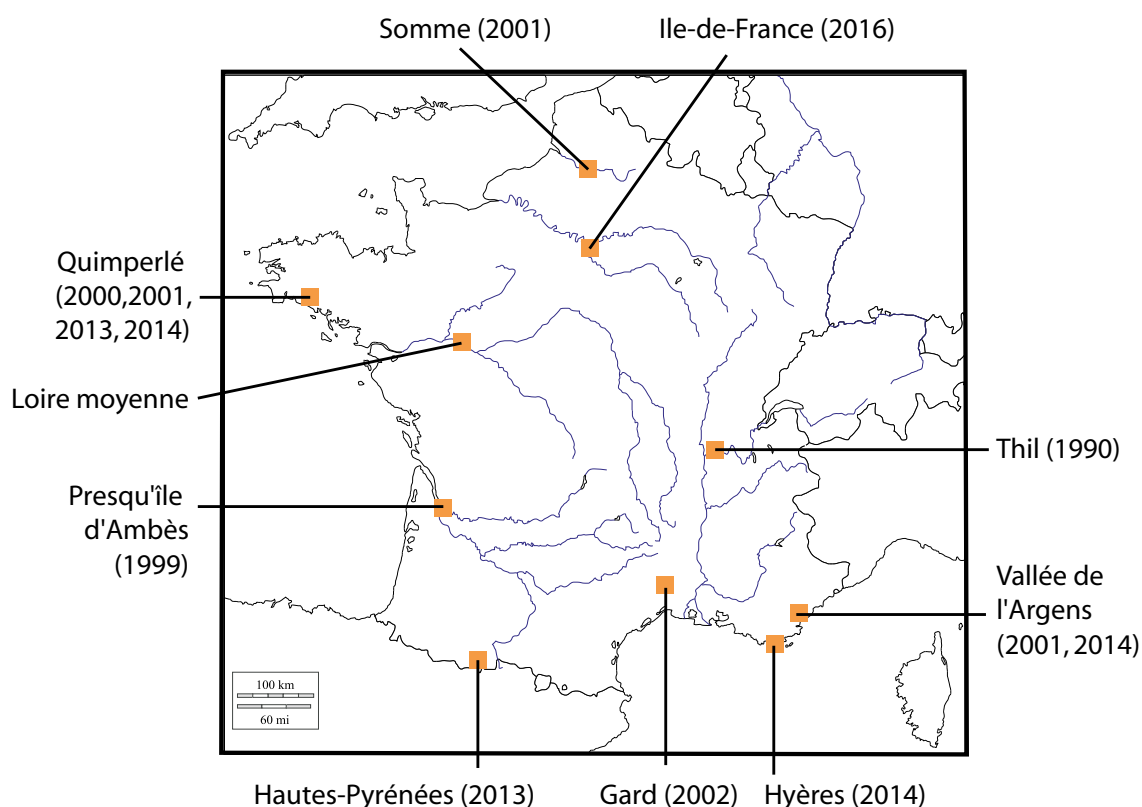 Somme (2001)
Ile-de-France (2016)
Quimperlé
(2000,2001,
2013, 2014)
Loire moyenne
Thil (1990)
Presqu'île
d'Ambès
(1999)
Vallée de
l'Argens
(2001, 2014)
100 km
60 mi
Hautes-Pyrénées (2013)
Gard (2002)
Hyères (2014)